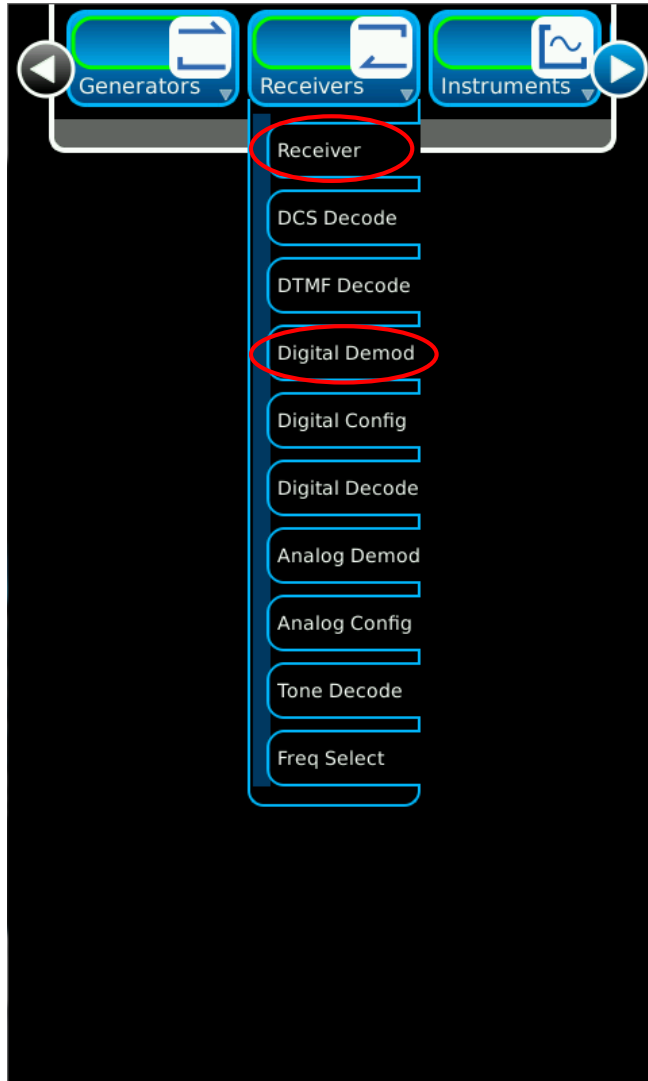 Generators
Receivers
Instruments
Receiver
DCS Decode
DTMF Decode
Digital Demod
Digital Config
Digital Decode
Analog Demod
Analog Config
Tone Decode
Freq Select